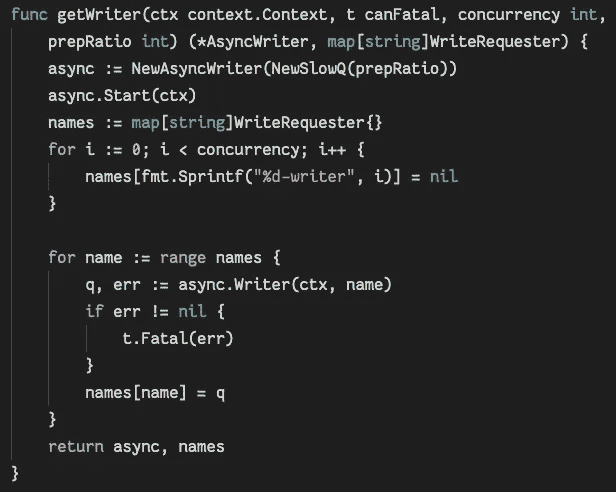 func getWriter(ctx context.Context, t canFatal, concurrency int,
    prepRatio int) (*AsyncWriter, map[string]WriteRequester) {
    async := NewAsyncWriter(NewSlowQ(prepRatio))
    async.Start(ctx)
    names := map[string]WriteRequester{}
    for i := 0; i < concurrency; i++ {
        names[fmt.Sprintf("%d-writer", i)] = nil
    }

    for name := range names {
        q, err := async.Writer(ctx, name)
        if err != nil {
            t.Fatal(err)
        }
        names[name] = q
    }
    return async, names
}